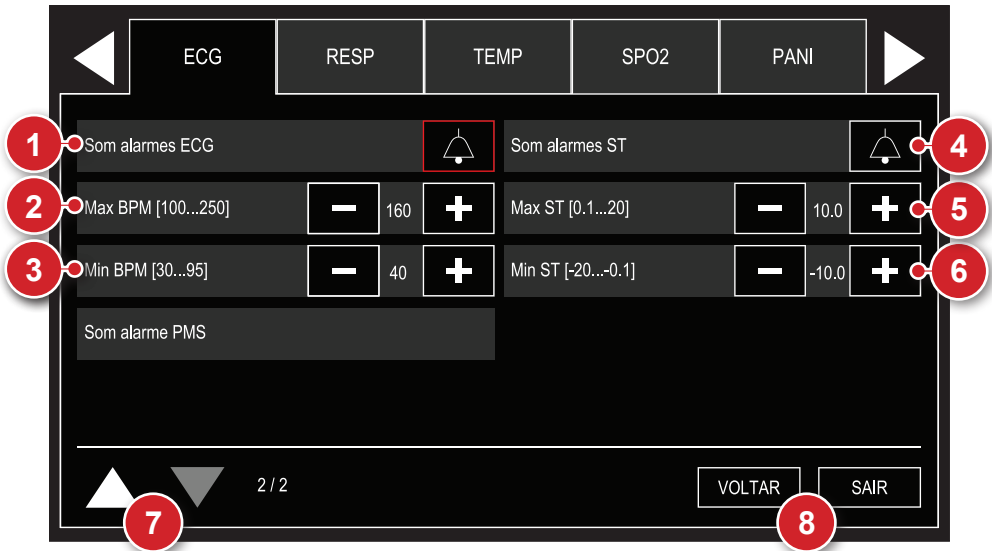 ECG RESP TEMP SPO2 PANI
1 Som alarmes ECG Som alarmes ST 4
2 Max BPM [100...250] − 160 + Max ST [0.1...20] − 10.0 + 5
3 Min BPM [30...95] − 40 + Min ST [-20...-0.1] − -10.0 + 6
Som alarme PMS
2 / 2 VOLTAR SAIR
7 8